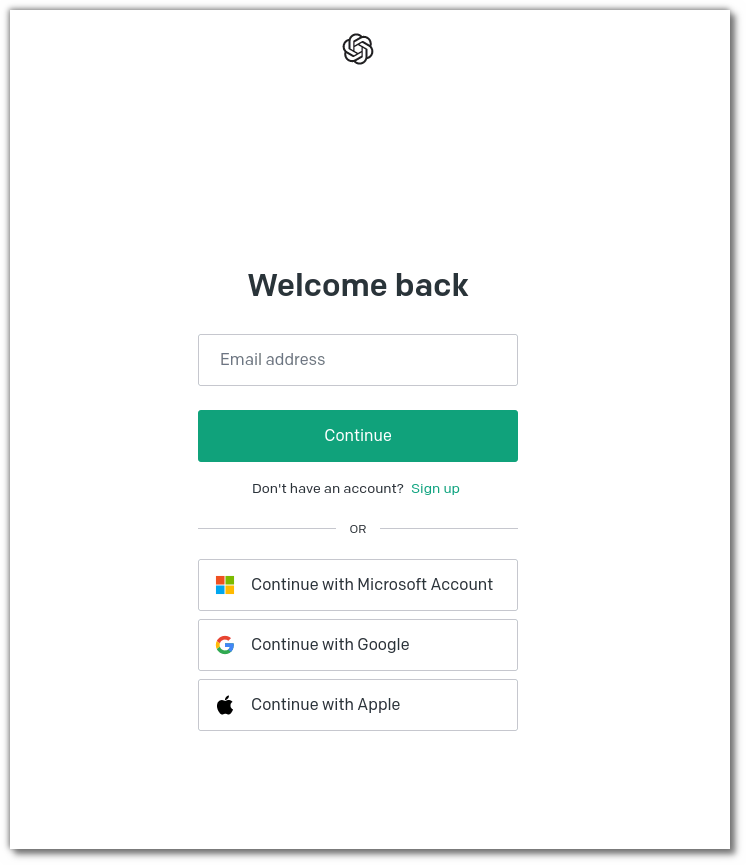 Welcome back
Email address
Continue
Don't have an account? Sign up
OR
Continue with Microsoft Account
Continue with Google
Continue with Apple